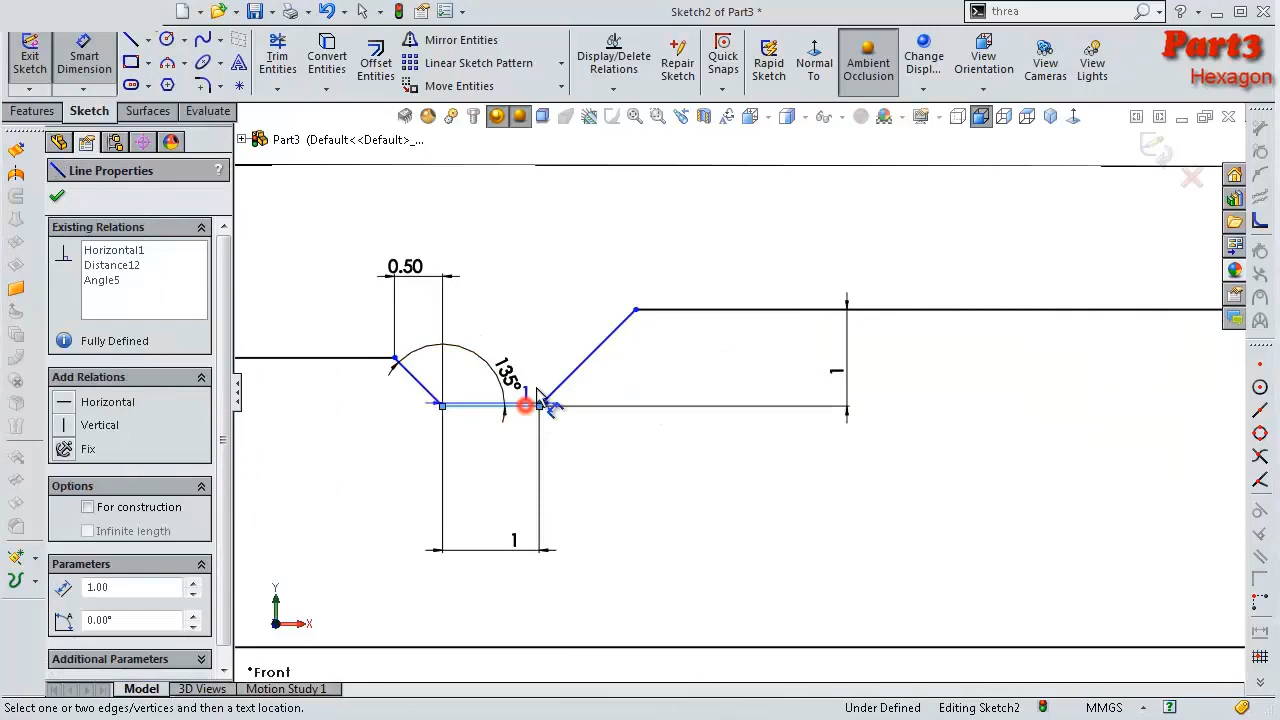 Sketch2 of Part3 *
threa
Part3
Hexagon
Exit Sketch
Smart Dimension
Trim Entities
Convert Entities
Offset Entities
Mirror Entities
Linear Sketch Pattern
Move Entities
Display/Delete Relations
Repair Sketch
Quick Snaps
Rapid Sketch
Normal To
Ambient Occlusion
Change Displ...
View Orientation
View Cameras
View Lights
Features
Sketch
Surfaces
Evaluate
Part3 (Default<<Default>_...
Line Properties
?
Existing Relations
Horizontal1
Distance12
Angle5
Fully Defined
Add Relations
Horizontal
Vertical
Fix
Options
For construction
Infinite length
Parameters
1.00
0.00°
Additional Parameters
0.50
135°
1
1
1
Y
X
*Front
Model
3D Views
Motion Study 1
Select one or two edges/vertices and then a text location.
Under Defined
Editing Sketch2
MMGS